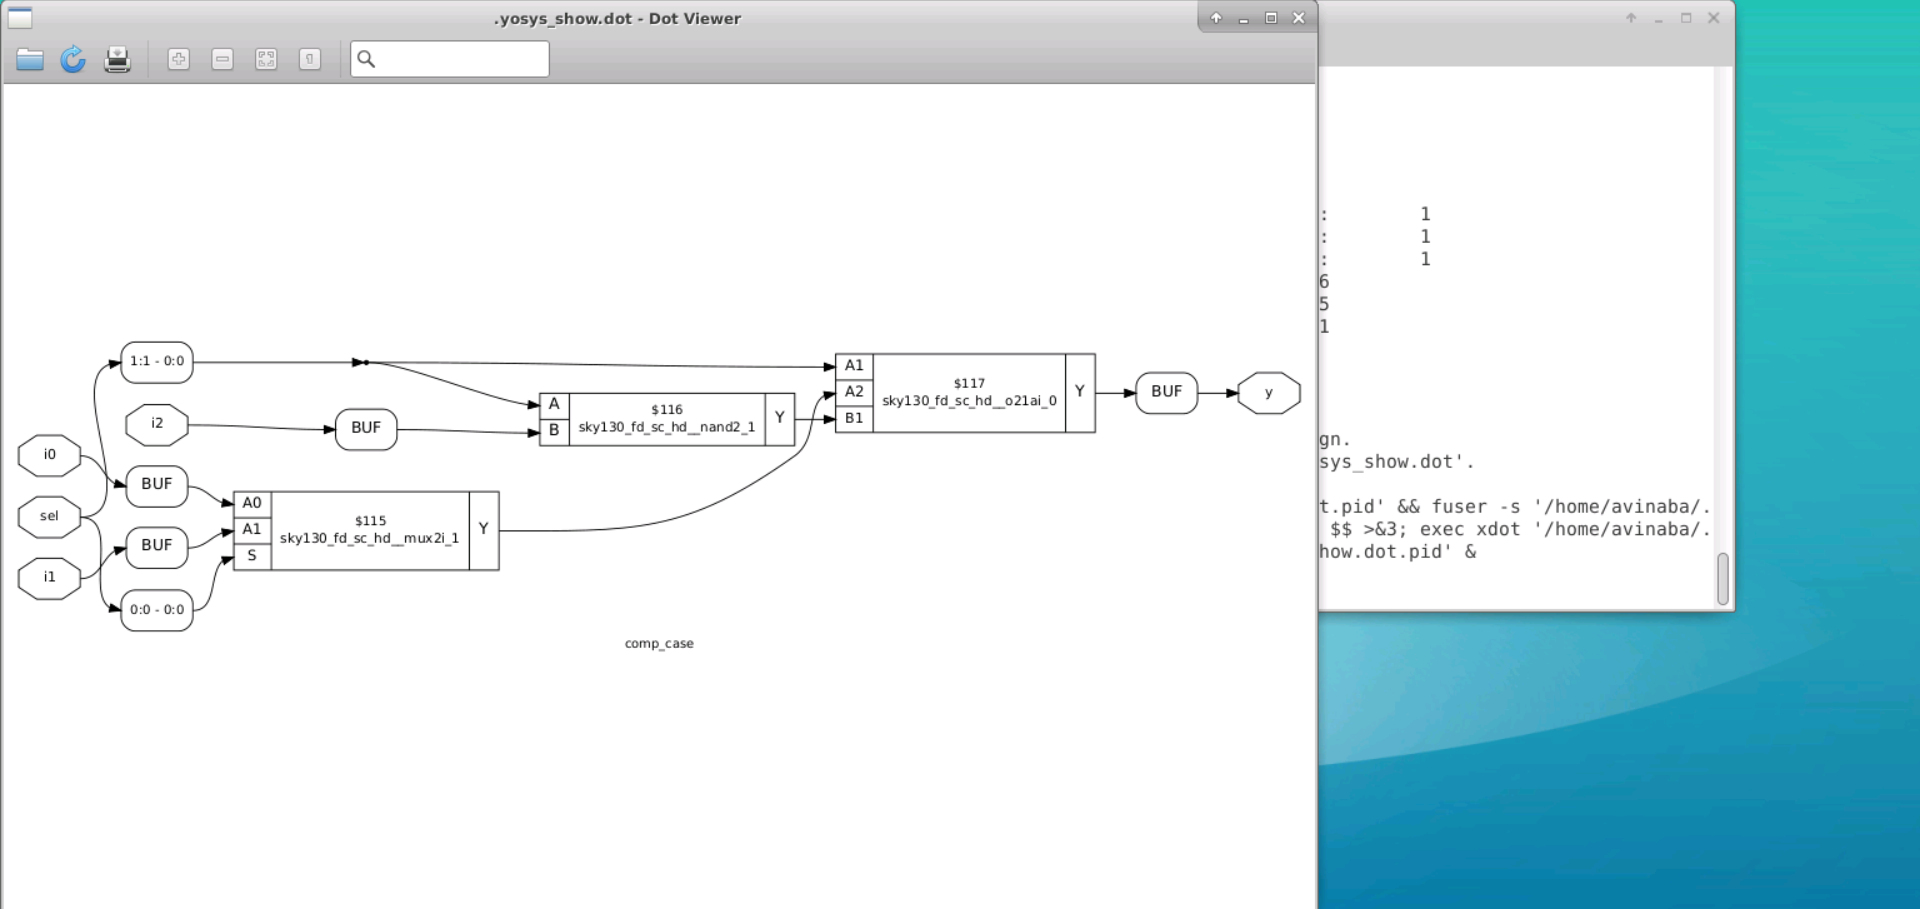 .yosys_show.dot - Dot Viewer
1:1 - 0:0
i2
BUF
i0
BUF
sel
BUF
i1
0:0 - 0:0
A0
A1
S
$115
sky130_fd_sc_hd__mux2i_1
Y
A
B
$116
sky130_fd_sc_hd__nand2_1
Y
A1
A2
B1
$117
sky130_fd_sc_hd__o21ai_0
Y
BUF
y
comp_case
: 1
: 1
: 1
6
5
1
gn.
sys_show.dot'.
t.pid' && fuser -s '/home/avinaba/.
$$ >&3; exec xdot '/home/avinaba/.
how.dot.pid' &